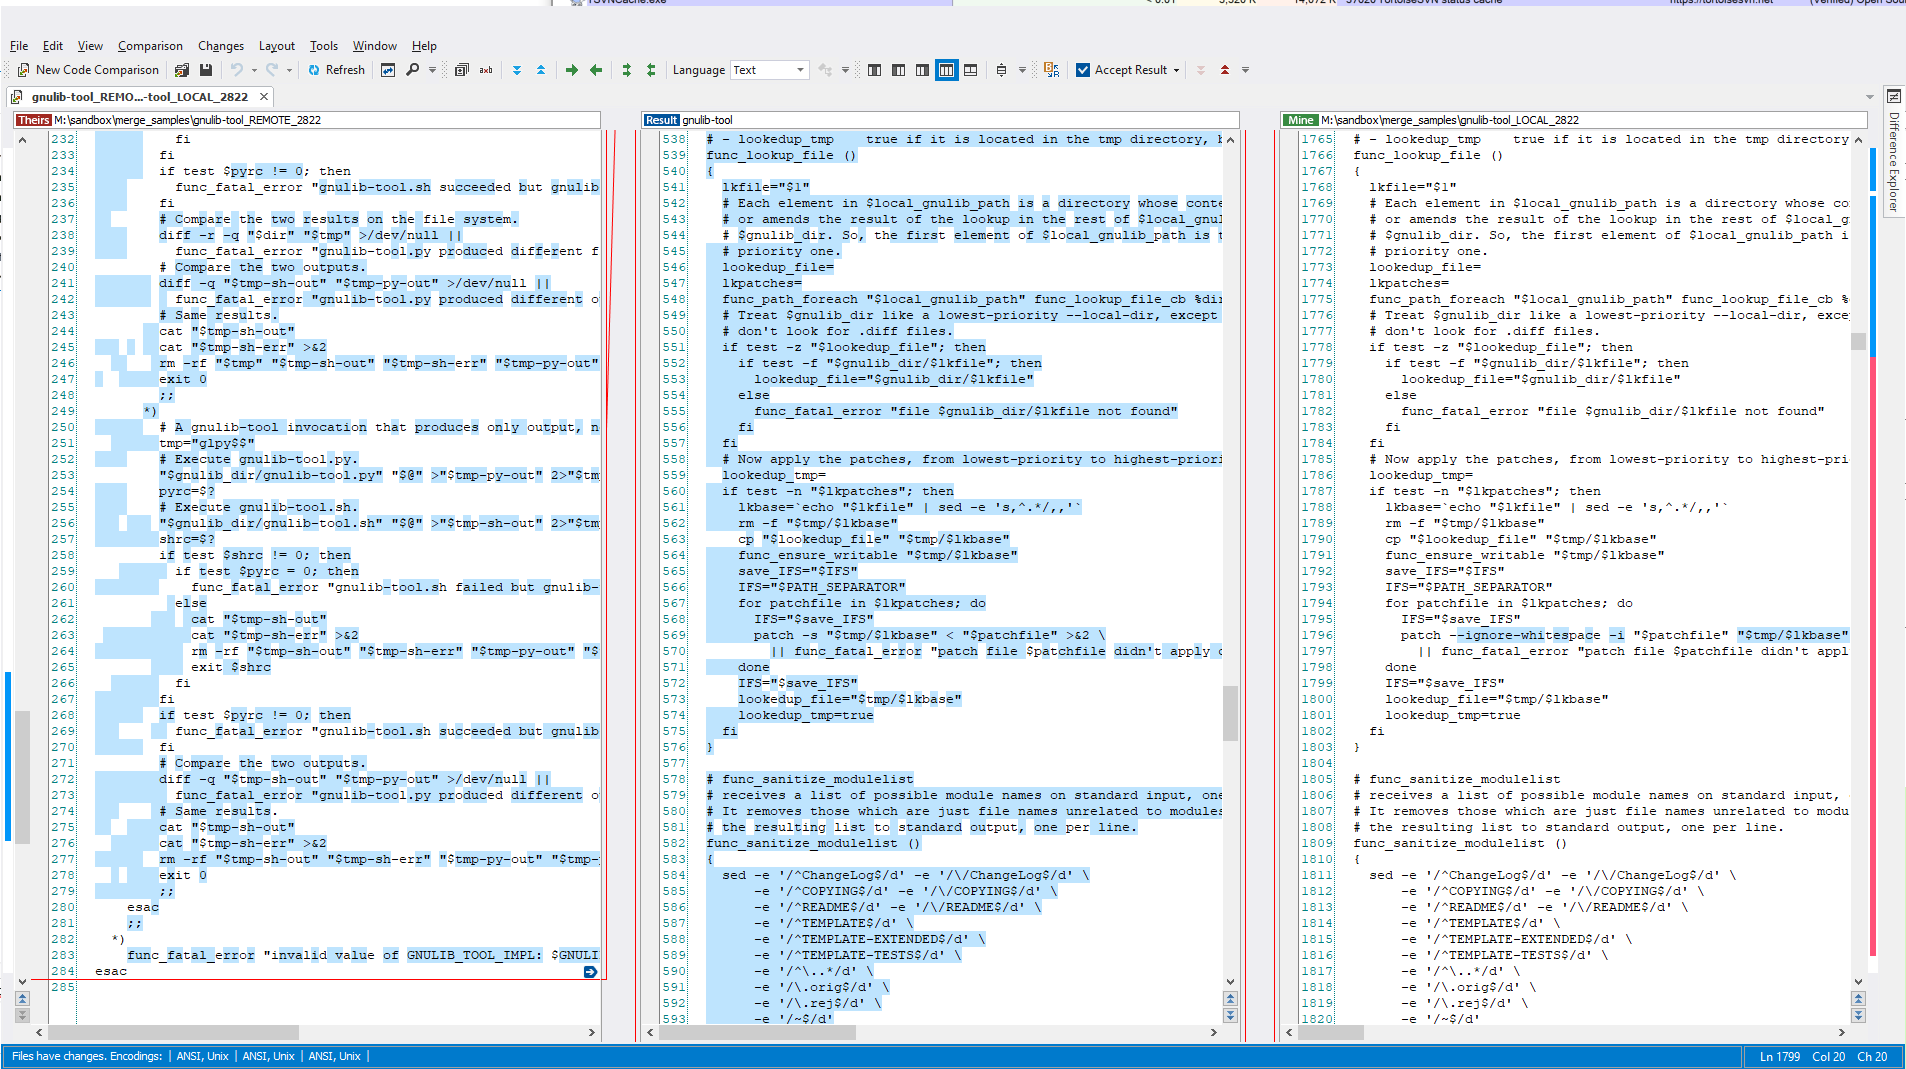 TSVNCache.exe < 0.01 5,520 K 14,072 K 37020 TortoiseSVN status cache https://tortoisesvn.net (Verified) Open Sour
File Edit View Comparison Changes Layout Tools Window Help
New Code Comparison Refresh Language Text Accept Result
gnulib-tool_REMO...-tool_LOCAL_2822
Difference Explorer
Theirs M:\sandbox\merge_samples\gnulib-tool_REMOTE_2822
232 fi
233 fi
234 if test $pyrc != 0; then
235 func_fatal_error "gnulib-tool.sh succeeded but gnulib
236 fi
237 # Compare the two results on the file system.
238 diff -r -q "$dir" "$tmp" >/dev/null ||
239 func_fatal_error "gnulib-tool.py produced different f
240 # Compare the two outputs.
241 diff -q "$tmp-sh-out" "$tmp-py-out" >/dev/null ||
242 func_fatal_error "gnulib-tool.py produced different o
243 # Same results.
244 cat "$tmp-sh-out"
245 cat "$tmp-sh-err" >&2
246 rm -rf "$tmp" "$tmp-sh-out" "$tmp-sh-err" "$tmp-py-out"
247 exit 0
248 ;;
249 *)
250 # A gnulib-tool invocation that produces only output, n
251 tmp="glpy$$"
252 # Execute gnulib-tool.py.
253 "$gnulib_dir/gnulib-tool.py" "$@" >"$tmp-py-out" 2>"$tm
254 pyrc=$?
255 # Execute gnulib-tool.sh.
256 "$gnulib_dir/gnulib-tool.sh" "$@" >"$tmp-sh-out" 2>"$tm
257 shrc=$?
258 if test $shrc != 0; then
259 if test $pyrc = 0; then
260 func_fatal_error "gnulib-tool.sh failed but gnulib-
261 else
262 cat "$tmp-sh-out"
263 cat "$tmp-sh-err" >&2
264 rm -rf "$tmp-sh-out" "$tmp-sh-err" "$tmp-py-out" "$
265 exit $shrc
266 fi
267 fi
268 if test $pyrc != 0; then
269 func_fatal_error "gnulib-tool.sh succeeded but gnulib
270 fi
271 # Compare the two outputs.
272 diff -q "$tmp-sh-out" "$tmp-py-out" >/dev/null ||
273 func_fatal_error "gnulib-tool.py produced different o
274 # Same results.
275 cat "$tmp-sh-out"
276 cat "$tmp-sh-err" >&2
277 rm -rf "$tmp-sh-out" "$tmp-sh-err" "$tmp-py-out" "$tmp-
278 exit 0
279 ;;
280 esac
281 ;;
282 *)
283 func_fatal_error "invalid value of GNULIB_TOOL_IMPL: $GNULI
284 esac
285
Result gnulib-tool
538 # - lookedup_tmp true if it is located in the tmp directory, b
539 func_lookup_file ()
540 {
541 lkfile="$1"
542 # Each element in $local_gnulib_path is a directory whose conte
543 # or amends the result of the lookup in the rest of $local_gnul
544 # $gnulib_dir. So, the first element of $local_gnulib_path is t
545 # priority one.
546 lookedup_file=
547 lkpatches=
548 func_path_foreach "$local_gnulib_path" func_lookup_file_cb %dir
549 # Treat $gnulib_dir like a lowest-priority --local-dir, except
550 # don't look for .diff files.
551 if test -z "$lookedup_file"; then
552 if test -f "$gnulib_dir/$lkfile"; then
553 lookedup_file="$gnulib_dir/$lkfile"
554 else
555 func_fatal_error "file $gnulib_dir/$lkfile not found"
556 fi
557 fi
558 # Now apply the patches, from lowest-priority to highest-priori
559 lookedup_tmp=
560 if test -n "$lkpatches"; then
561 lkbase=`echo "$lkfile" | sed -e 's,^.*/,,'`
562 rm -f "$tmp/$lkbase"
563 cp "$lookedup_file" "$tmp/$lkbase"
564 func_ensure_writable "$tmp/$lkbase"
565 save_IFS="$IFS"
566 IFS="$PATH_SEPARATOR"
567 for patchfile in $lkpatches; do
568 IFS="$save_IFS"
569 patch -s "$tmp/$lkbase" < "$patchfile" >&2 \
570 || func_fatal_error "patch file $patchfile didn't apply c
571 done
572 IFS="$save_IFS"
573 lookedup_file="$tmp/$lkbase"
574 lookedup_tmp=true
575 fi
576 }
577
578 # func_sanitize_modulelist
579 # receives a list of possible module names on standard input, one
580 # It removes those which are just file names unrelated to modules
581 # the resulting list to standard output, one per line.
582 func_sanitize_modulelist ()
583 {
584 sed -e '/^ChangeLog$/d' -e '/\/ChangeLog$/d' \
585 -e '/^COPYING$/d' -e '/\/COPYING$/d' \
586 -e '/^README$/d' -e '/\/README$/d' \
587 -e '/^TEMPLATE$/d' \
588 -e '/^TEMPLATE-EXTENDED$/d' \
589 -e '/^TEMPLATE-TESTS$/d' \
590 -e '/^\..*/d' \
591 -e '/\.orig$/d' \
592 -e '/\.rej$/d' \
593 -e '/~$/d'
Mine M:\sandbox\merge_samples\gnulib-tool_LOCAL_2822
1765 # - lookedup_tmp true if it is located in the tmp directory
1766 func_lookup_file ()
1767 {
1768 lkfile="$1"
1769 # Each element in $local_gnulib_path is a directory whose co
1770 # or amends the result of the lookup in the rest of $local_g
1771 # $gnulib_dir. So, the first element of $local_gnulib_path i
1772 # priority one.
1773 lookedup_file=
1774 lkpatches=
1775 func_path_foreach "$local_gnulib_path" func_lookup_file_cb %
1776 # Treat $gnulib_dir like a lowest-priority --local-dir, exce
1777 # don't look for .diff files.
1778 if test -z "$lookedup_file"; then
1779 if test -f "$gnulib_dir/$lkfile"; then
1780 lookedup_file="$gnulib_dir/$lkfile"
1781 else
1782 func_fatal_error "file $gnulib_dir/$lkfile not found"
1783 fi
1784 fi
1785 # Now apply the patches, from lowest-priority to highest-pri
1786 lookedup_tmp=
1787 if test -n "$lkpatches"; then
1788 lkbase=`echo "$lkfile" | sed -e 's,^.*/,,'`
1789 rm -f "$tmp/$lkbase"
1790 cp "$lookedup_file" "$tmp/$lkbase"
1791 func_ensure_writable "$tmp/$lkbase"
1792 save_IFS="$IFS"
1793 IFS="$PATH_SEPARATOR"
1794 for patchfile in $lkpatches; do
1795 IFS="$save_IFS"
1796 patch --ignore-whitespace -i "$patchfile" "$tmp/$lkbase"
1797 || func_fatal_error "patch file $patchfile didn't appl
1798 done
1799 IFS="$save_IFS"
1800 lookedup_file="$tmp/$lkbase"
1801 lookedup_tmp=true
1802 fi
1803 }
1804
1805 # func_sanitize_modulelist
1806 # receives a list of possible module names on standard input,
1807 # It removes those which are just file names unrelated to modu
1808 # the resulting list to standard output, one per line.
1809 func_sanitize_modulelist ()
1810 {
1811 sed -e '/^ChangeLog$/d' -e '/\/ChangeLog$/d' \
1812 -e '/^COPYING$/d' -e '/\/COPYING$/d' \
1813 -e '/^README$/d' -e '/\/README$/d' \
1814 -e '/^TEMPLATE$/d' \
1815 -e '/^TEMPLATE-EXTENDED$/d' \
1816 -e '/^TEMPLATE-TESTS$/d' \
1817 -e '/^\..*/d' \
1818 -e '/\.orig$/d' \
1819 -e '/\.rej$/d' \
1820 -e '/~$/d'
Files have changes. Encodings: | ANSI, Unix | ANSI, Unix | ANSI, Unix | Ln 1799 Col 20 Ch 20